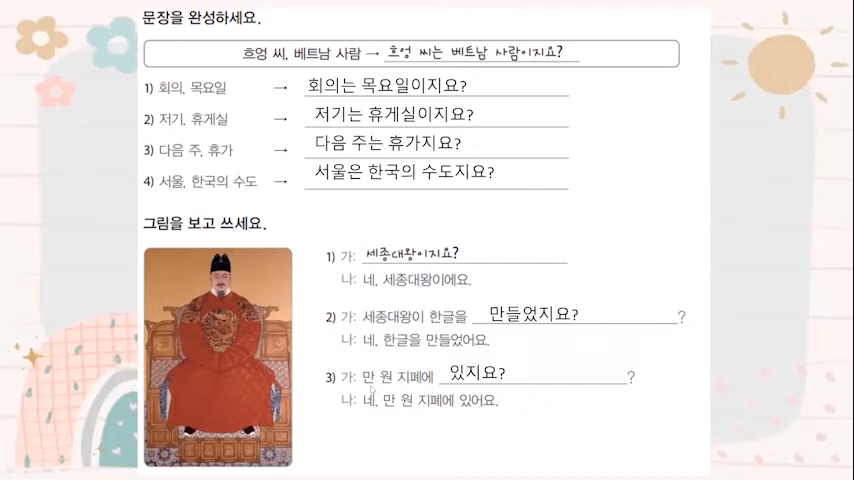 문장을 완성하세요.
흐엉 씨, 베트남 사람 → 흐엉 씨는 베트남 사람이지요?
1) 회의, 목요일 → 회의는 목요일이지요?
2) 저기, 휴게실 → 저기는 휴게실이지요?
3) 다음 주, 휴가 → 다음 주는 휴가지요?
4) 서울, 한국의 수도 → 서울은 한국의 수도지요?
그림을 보고 쓰세요.
1) 가: 세종대왕이지요?
나: 네, 세종대왕이에요.
2) 가: 세종대왕이 한글을 만들었지요? ?
나: 네, 한글을 만들었어요.
3) 가: 만 원 지폐에 있지요? ?
나: 네, 만 원 지폐에 있어요.